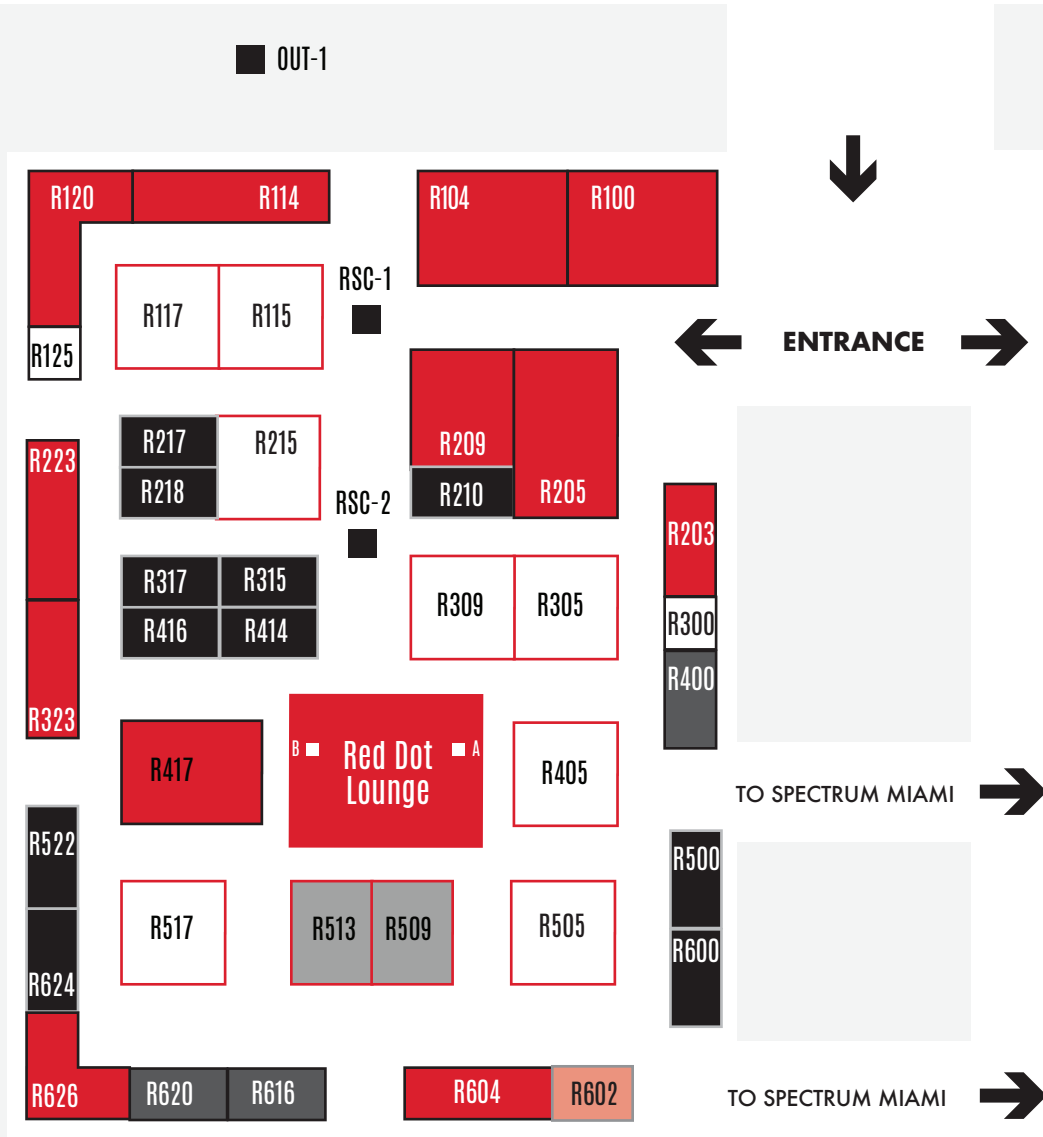 OUT-1
R120
R114
R104
R100
RSC-1
R117
R115
R125
ENTRANCE
R217
R215
R223
R218
R209
R210
R205
RSC-2
R203
R317
R315
R309
R305
R300
R416
R414
R400
R323
R417
B
Red Dot
Lounge
A
R405
TO SPECTRUM MIAMI
R522
R500
R517
R513
R509
R505
R600
R624
R626
R620
R616
R604
R602
TO SPECTRUM MIAMI